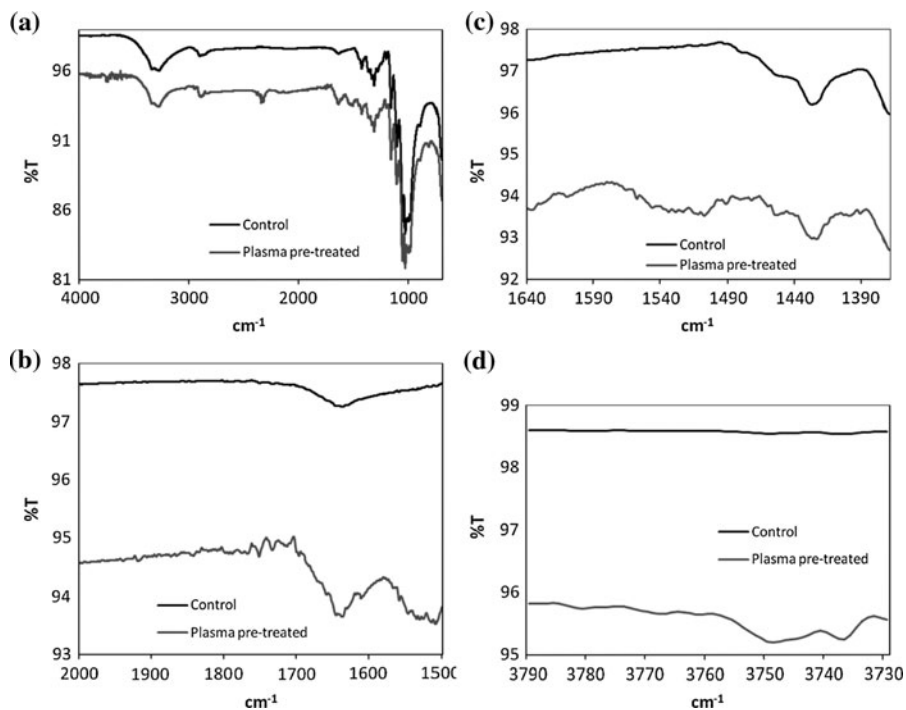 (a)
96
91
86
81
%T
Control
Plasma pre-treated
4000 3000 2000 1000
cm-1
(c)
98
97
96
95
94
93
92
%T
Control
Plasma pre-treated
1640 1590 1540 1490 1440 1390
cm-1
(b)
98
97
96
95
94
93
%T
Control
Plasma pre-treated
2000 1900 1800 1700 1600 1500
cm-1
(d)
99
98
97
96
95
%T
Control
Plasma pre-treated
3790 3780 3770 3760 3750 3740 3730
cm-1